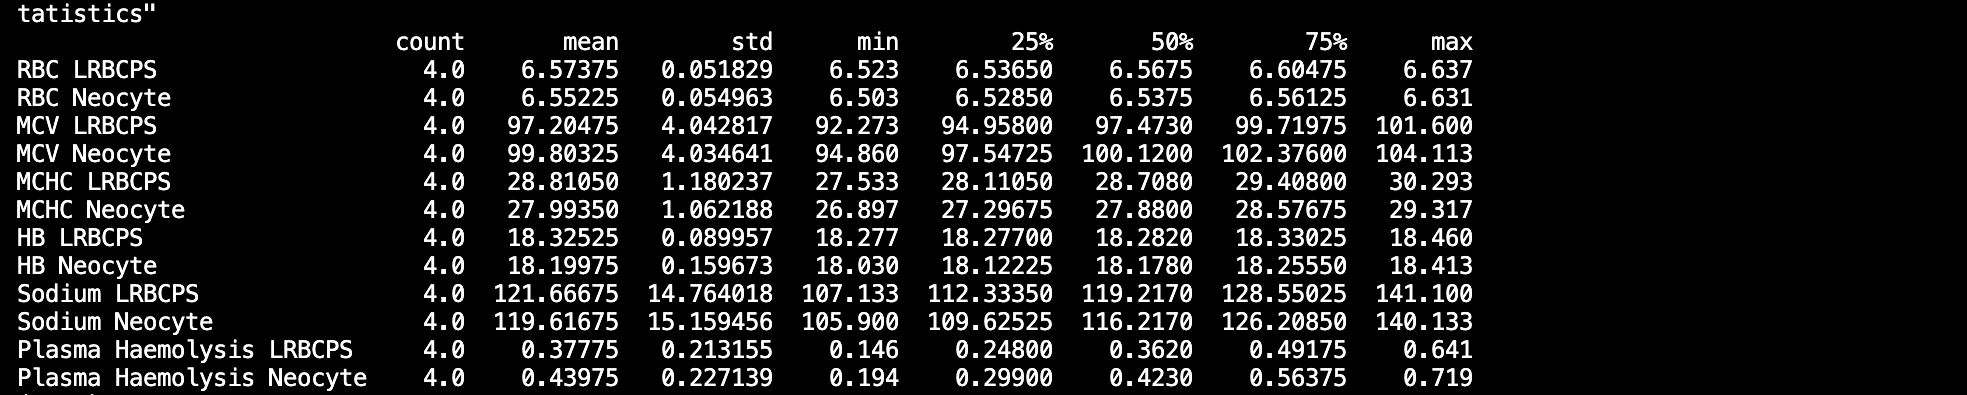 tatistics"
count mean std min 25% 50% 75% max
RBC LRBCPS 4.0 6.57375 0.051829 6.523 6.53650 6.5675 6.60475 6.637
RBC Neocyte 4.0 6.55225 0.054963 6.503 6.52850 6.5375 6.56125 6.631
MCV LRBCPS 4.0 97.20475 4.042817 92.273 94.95800 97.4730 99.71975 101.600
MCV Neocyte 4.0 99.80325 4.034641 94.860 97.54725 100.1200 102.37600 104.113
MCHC LRBCPS 4.0 28.81050 1.180237 27.533 28.11050 28.7080 29.40800 30.293
MCHC Neocyte 4.0 27.99350 1.062188 26.897 27.29675 27.8800 28.57675 29.317
HB LRBCPS 4.0 18.32525 0.089957 18.277 18.27700 18.2820 18.33025 18.460
HB Neocyte 4.0 18.19975 0.159673 18.030 18.12225 18.1780 18.25550 18.413
Sodium LRBCPS 4.0 121.66675 14.764018 107.133 112.33350 119.2170 128.55025 141.100
Sodium Neocyte 4.0 119.61675 15.159456 105.900 109.62525 116.2170 126.20850 140.133
Plasma Haemolysis LRBCPS 4.0 0.37775 0.213155 0.146 0.24800 0.3620 0.49175 0.641
Plasma Haemolysis Neocyte 4.0 0.43975 0.227139 0.194 0.29900 0.4230 0.56375 0.719